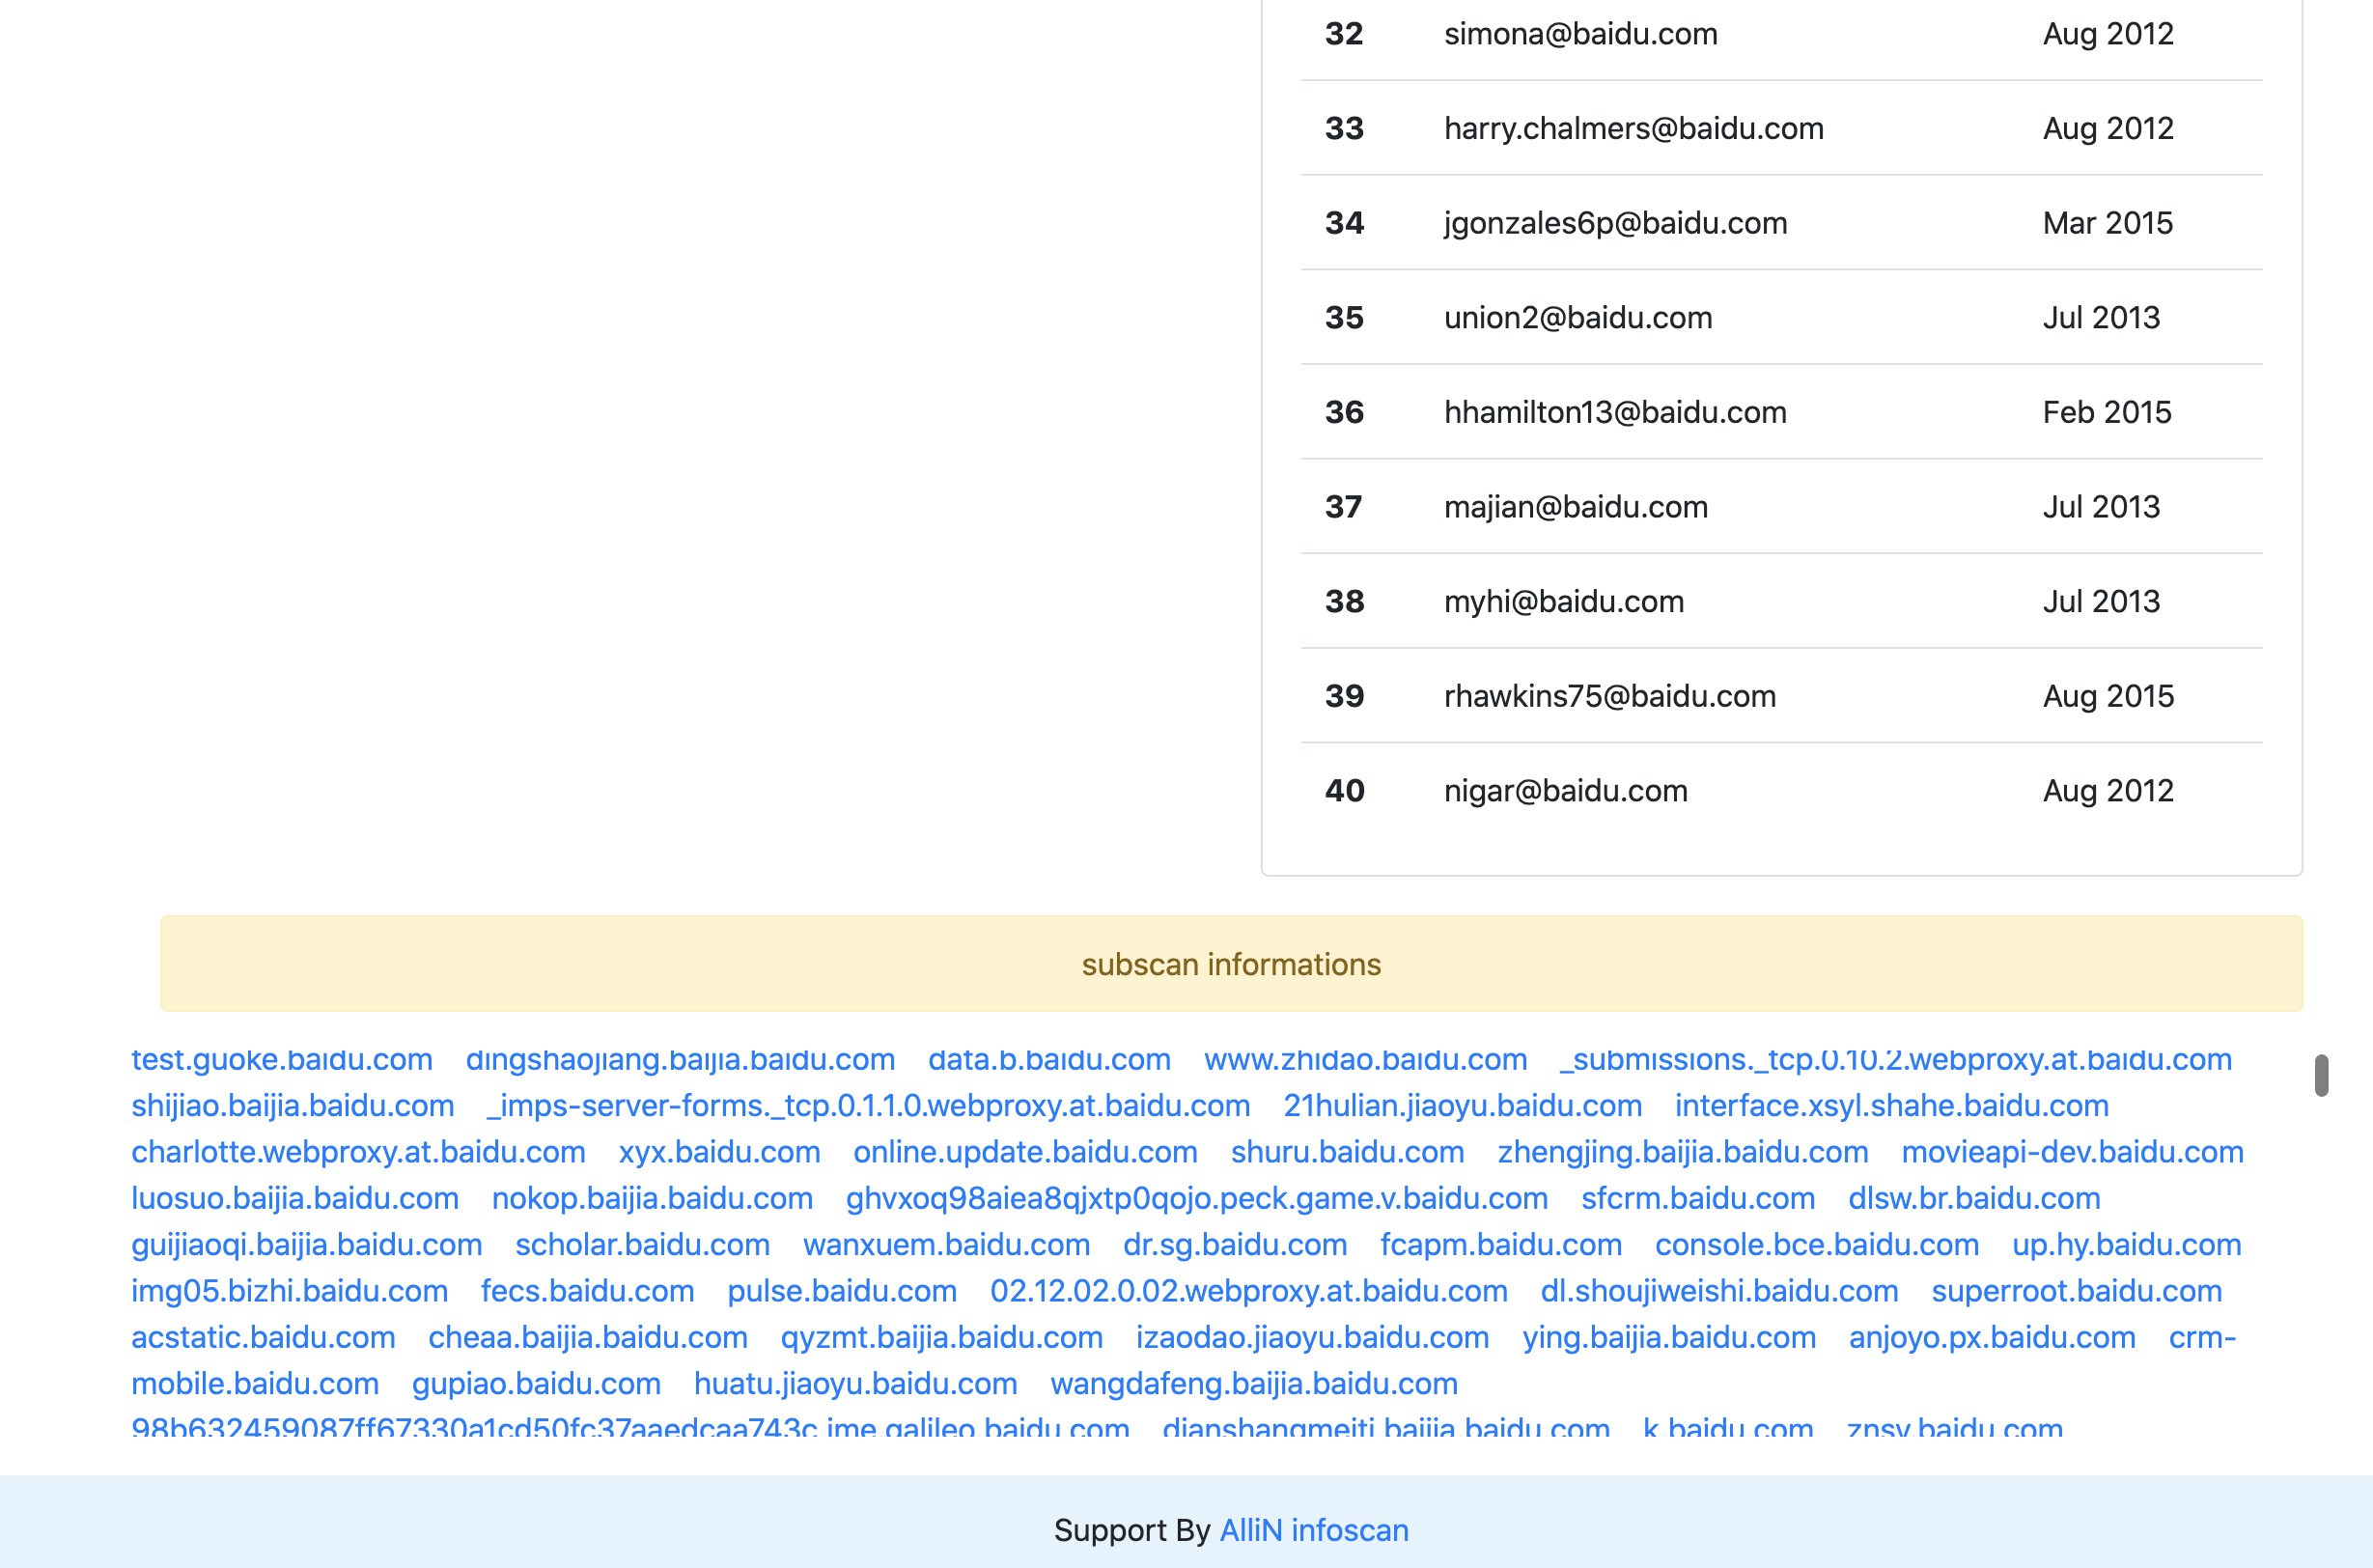 32 simona@baidu.com Aug 2012
33 harry.chalmers@baidu.com Aug 2012
34 jgonzales6p@baidu.com Mar 2015
35 union2@baidu.com Jul 2013
36 hhamilton13@baidu.com Feb 2015
37 majian@baidu.com Jul 2013
38 myhi@baidu.com Jul 2013
39 rhawkins75@baidu.com Aug 2015
40 nigar@baidu.com Aug 2012
subscan informations
test.guoke.baidu.com dingshaojiang.baijia.baidu.com data.b.baidu.com www.zhidao.baidu.com _submissions._tcp.0.10.2.webproxy.at.baidu.com
shijiao.baijia.baidu.com _imps-server-forms._tcp.0.1.1.0.webproxy.at.baidu.com 21hulian.jiaoyu.baidu.com interface.xsyl.shahe.baidu.com
charlotte.webproxy.at.baidu.com xyx.baidu.com online.update.baidu.com shuru.baidu.com zhengjing.baijia.baidu.com movieapi-dev.baidu.com
luosuo.baijia.baidu.com nokop.baijia.baidu.com ghvxoq98aiea8qjxtp0qojo.peck.game.v.baidu.com sfcrm.baidu.com dlsw.br.baidu.com
guijiaoqi.baijia.baidu.com scholar.baidu.com wanxuem.baidu.com dr.sg.baidu.com fcapm.baidu.com console.bce.baidu.com up.hy.baidu.com
img05.bizhi.baidu.com fecs.baidu.com pulse.baidu.com 02.12.02.0.02.webproxy.at.baidu.com dl.shoujiweishi.baidu.com superroot.baidu.com
acstatic.baidu.com cheaa.baijia.baidu.com qyzmt.baijia.baidu.com izaodao.jiaoyu.baidu.com ying.baijia.baidu.com anjoyo.px.baidu.com crm-
mobile.baidu.com gupiao.baidu.com huatu.jiaoyu.baidu.com wangdafeng.baijia.baidu.com
98b632459087ff67330a1cd50fc37aaedcaa743c.ime.galileo.baidu.com dianshangmeiti.baijia.baidu.com k.baidu.com znsv.baidu.com
Support By AlliN infoscan